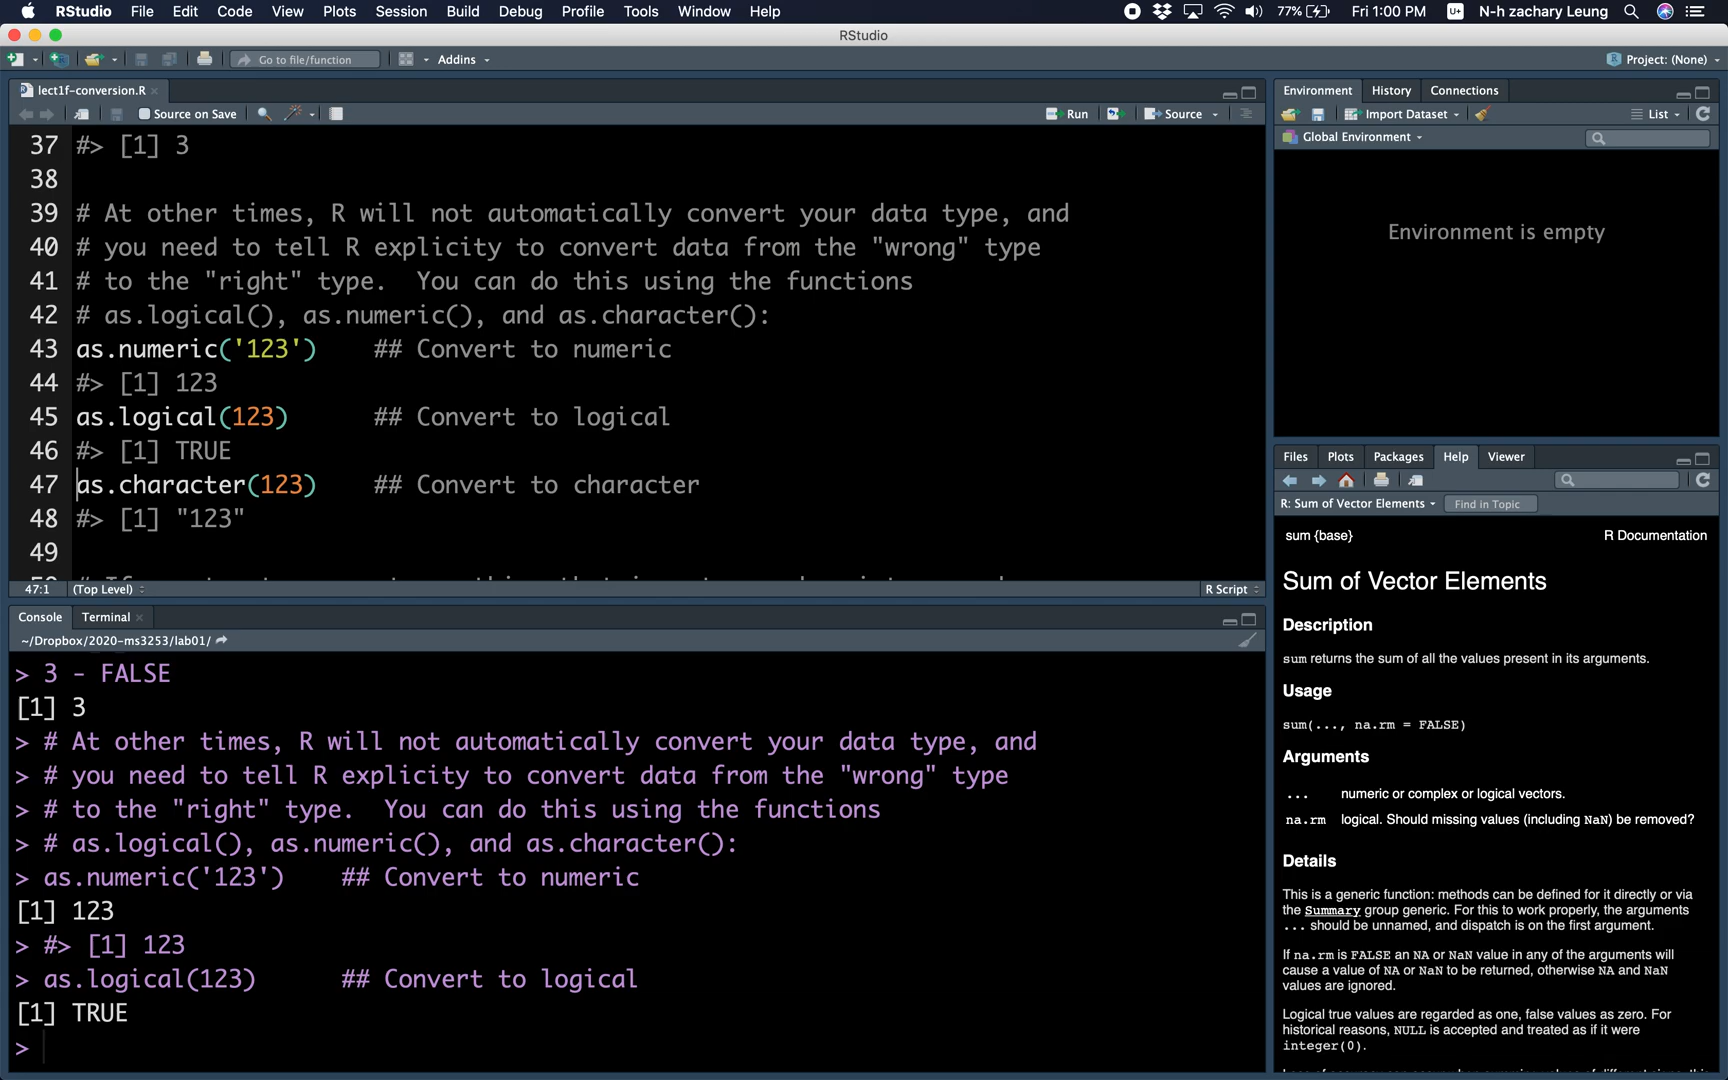 RStudio File Edit Code View Plots Session Build Debug Profile Tools Window Help 77% Fri 1:00 PM U+ N-h zachary Leung
RStudio
Go to file/function Addins Project: (None)
lect1f-conversion.R
Source on Save Run Source
37 #> [1] 3
38
39 # At other times, R will not automatically convert your data type, and
40 # you need to tell R explicity to convert data from the "wrong" type
41 # to the "right" type.  You can do this using the functions
42 # as.logical(), as.numeric(), and as.character():
43 as.numeric('123')    ## Convert to numeric
44 #> [1] 123
45 as.logical(123)      ## Convert to logical
46 #> [1] TRUE
47 as.character(123)    ## Convert to character
48 #> [1] "123"
49
47:1 (Top Level) R Script
Console Terminal
~/Dropbox/2020-ms3253/lab01/
> 3 - FALSE
[1] 3
> # At other times, R will not automatically convert your data type, and
> # you need to tell R explicity to convert data from the "wrong" type
> # to the "right" type.  You can do this using the functions
> # as.logical(), as.numeric(), and as.character():
> as.numeric('123')    ## Convert to numeric
[1] 123
> #> [1] 123
> as.logical(123)      ## Convert to logical
[1] TRUE
>
Environment History Connections
Import Dataset List
Global Environment
Environment is empty
Files Plots Packages Help Viewer
R: Sum of Vector Elements Find in Topic
sum {base} R Documentation
Sum of Vector Elements
Description
sum returns the sum of all the values present in its arguments.
Usage
sum(..., na.rm = FALSE)
Arguments
... numeric or complex or logical vectors.
na.rm logical. Should missing values (including NaN) be removed?
Details
This is a generic function: methods can be defined for it directly or via
the Summary group generic. For this to work properly, the arguments
... should be unnamed, and dispatch is on the first argument.
If na.rm is FALSE an NA or NaN value in any of the arguments will
cause a value of NA or NaN to be returned, otherwise NA and NaN
values are ignored.
Logical true values are regarded as one, false values as zero. For
historical reasons, NULL is accepted and treated as if it were
integer(0).